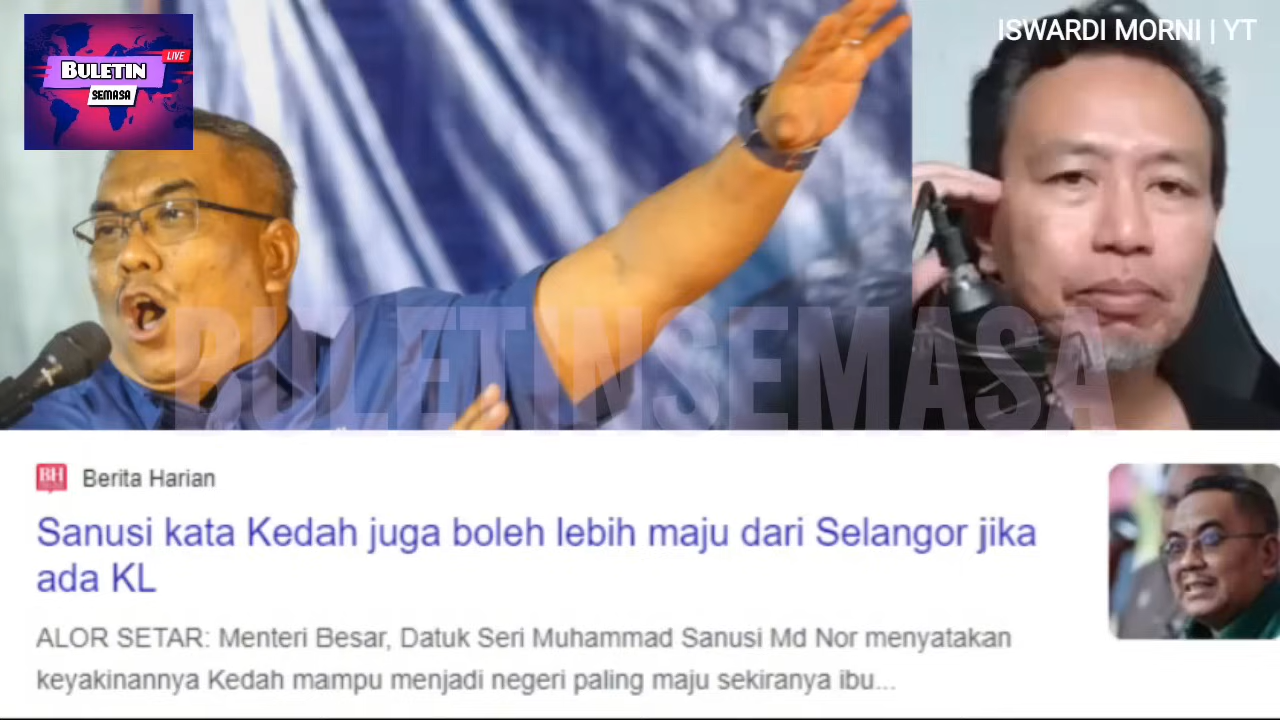 ISWARDI MORNI | YT
BULETIN
LIVE
SEMASA
BULETINSEMASA
BH
Berita Harian
Sanusi kata Kedah juga boleh lebih maju dari Selangor jika
ada KL
ALOR SETAR: Menteri Besar, Datuk Seri Muhammad Sanusi Md Nor menyatakan
keyakinannya Kedah mampu menjadi negeri paling maju sekiranya ibu...